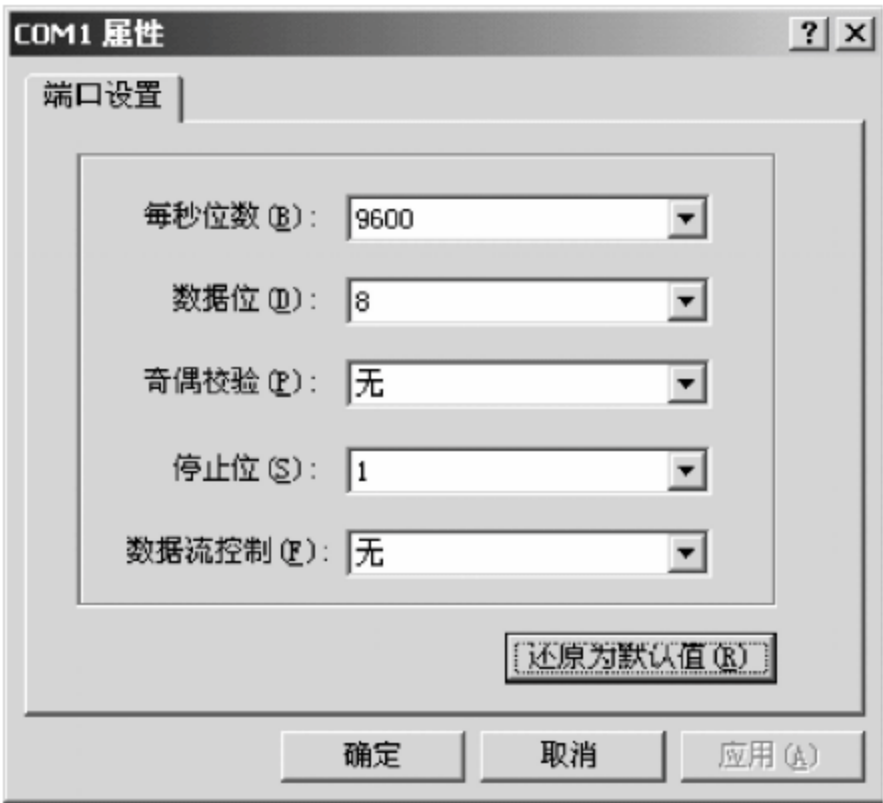 COM1 属性
端口设置
每秒位数(B): 9600
数据位(D): 8
奇偶校验(P): 无
停止位(S): 1
数据流控制(F): 无
还原为默认值(R)
确定 取消 应用(A)